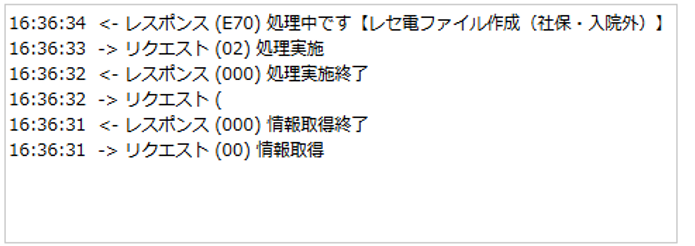 16:36:34 <- レスポンス (E70) 処理中です【レセ電ファイル作成（社保・入院外）】
16:36:33 -> リクエスト (02) 処理実施
16:36:32 <- レスポンス (000) 処理実施終了
16:36:32 -> リクエスト (
16:36:31 <- レスポンス (000) 情報取得終了
16:36:31 -> リクエスト (00) 情報取得